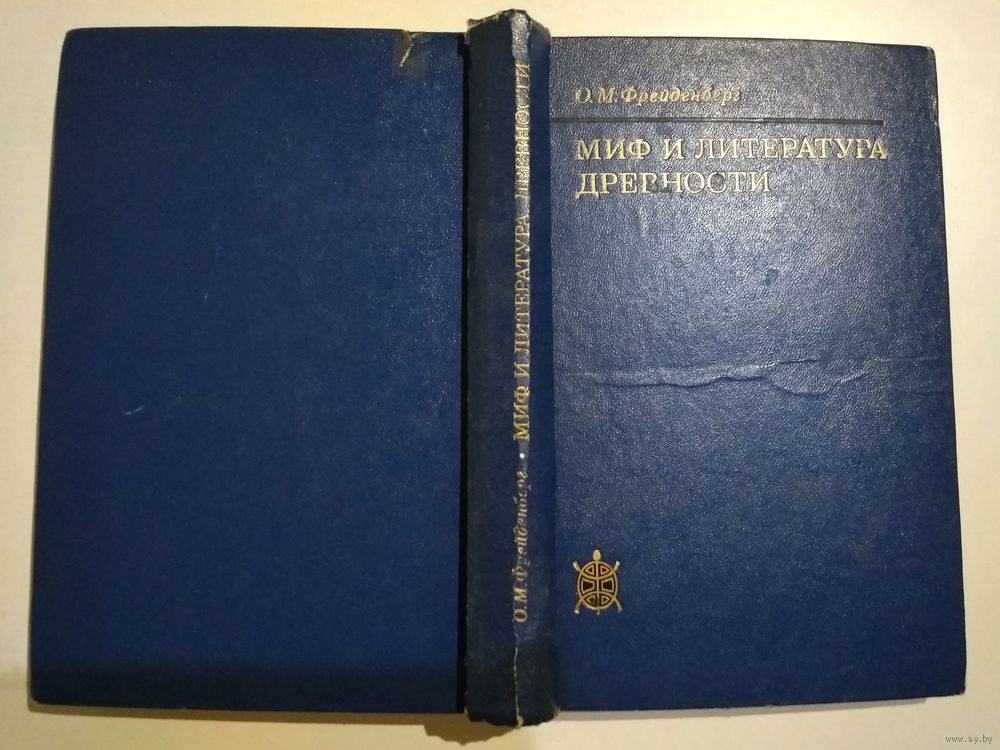 О.М. Фрейденберг
МИФ И ЛИТЕРАТУРА
ДРЕВНОСТИ
О.М. Фрейденберг • МИФ И ЛИТЕРАТУРА ДРЕВНОСТИ
www.ay.by